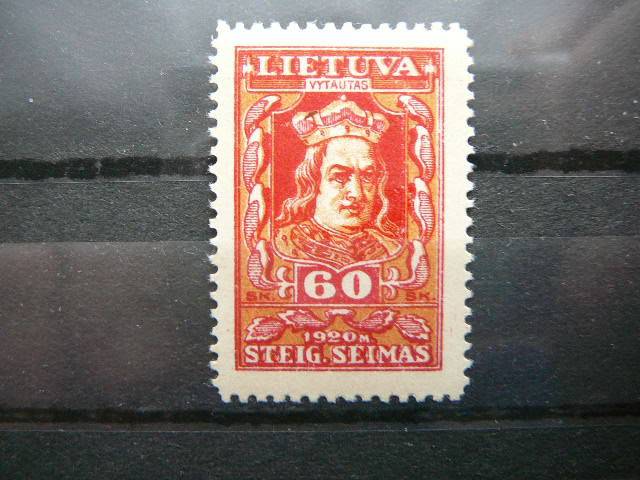 LIETUVA
VYTAUTAS
SK. 60 SK.
1920 M.
STEIG. SEIMAS